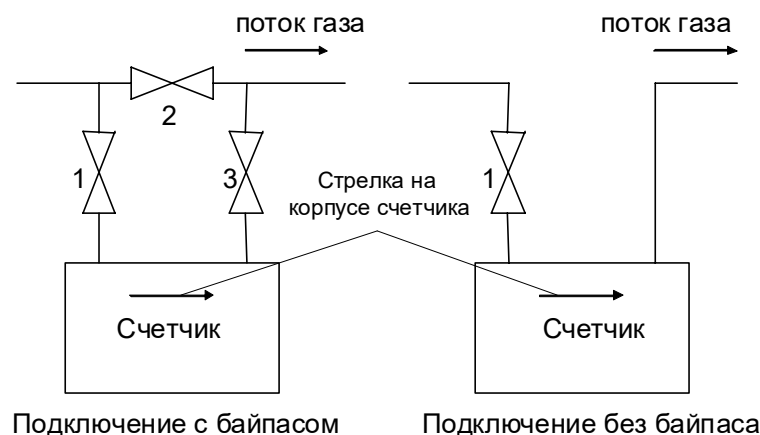 поток газа
поток газа
2
1
3
1
Стрелка на
корпусе счетчика
Счетчик
Счетчик
Подключение с байпасом
Подключение без байпаса